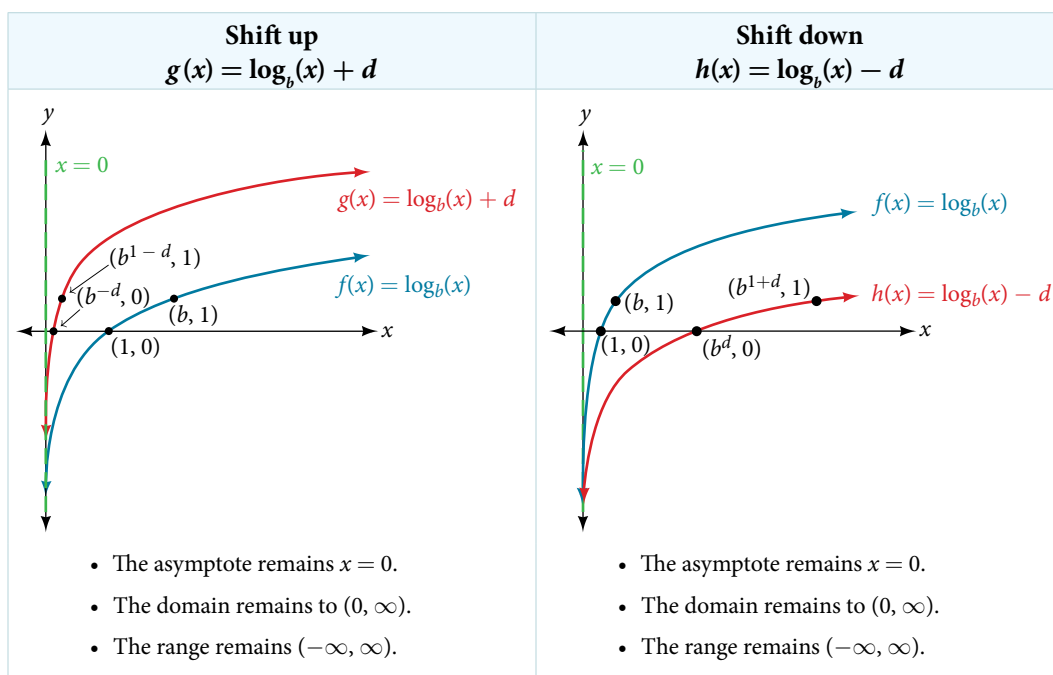 Shift up
g(x) = log_b(x) + d
y
x = 0
g(x) = log_b(x) + d
(b^{1 − d}, 1)
(b^{−d}, 0)
f(x) = log_b(x)
(b, 1)
x
(1, 0)
• The asymptote remains x = 0.
• The domain remains to (0, ∞).
• The range remains (−∞, ∞).
Shift down
h(x) = log_b(x) − d
y
x = 0
f(x) = log_b(x)
(b^{1+d}, 1)
(b, 1)
h(x) = log_b(x) − d
x
(1, 0)
(b^d, 0)
• The asymptote remains x = 0.
• The domain remains to (0, ∞).
• The range remains (−∞, ∞).